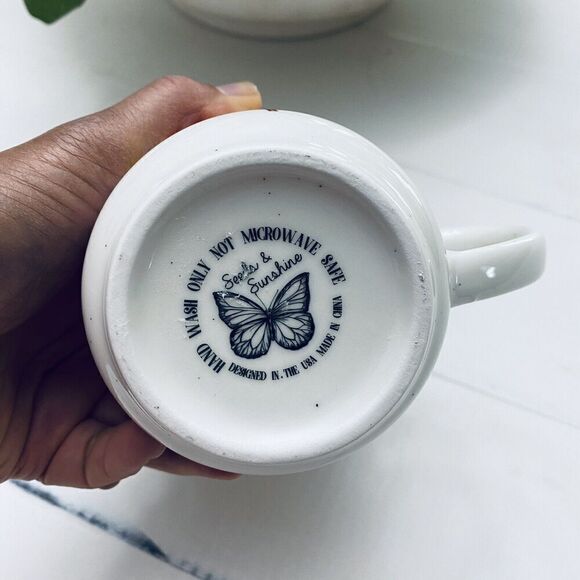 HAND WASH ONLY NOT MICROWAVE SAFE
Seeds &
Sunshine
DESIGNED IN.THE USA MADE IN CHINA